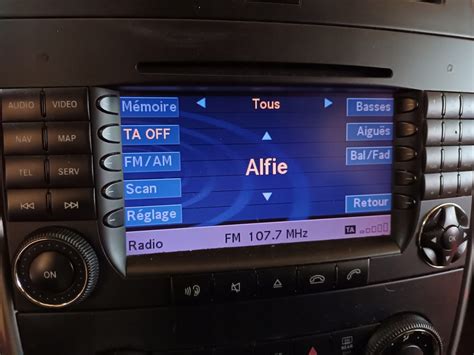 AUDIO VIDEO
NAV MAP
TEL SERV
ON
Mémoire
TA OFF
FM/AM
Scan
Réglage
Tous
Alfie
Basses
Aiguës
Bal/Fad
Retour
Radio FM 107.7 MHz TA
ON